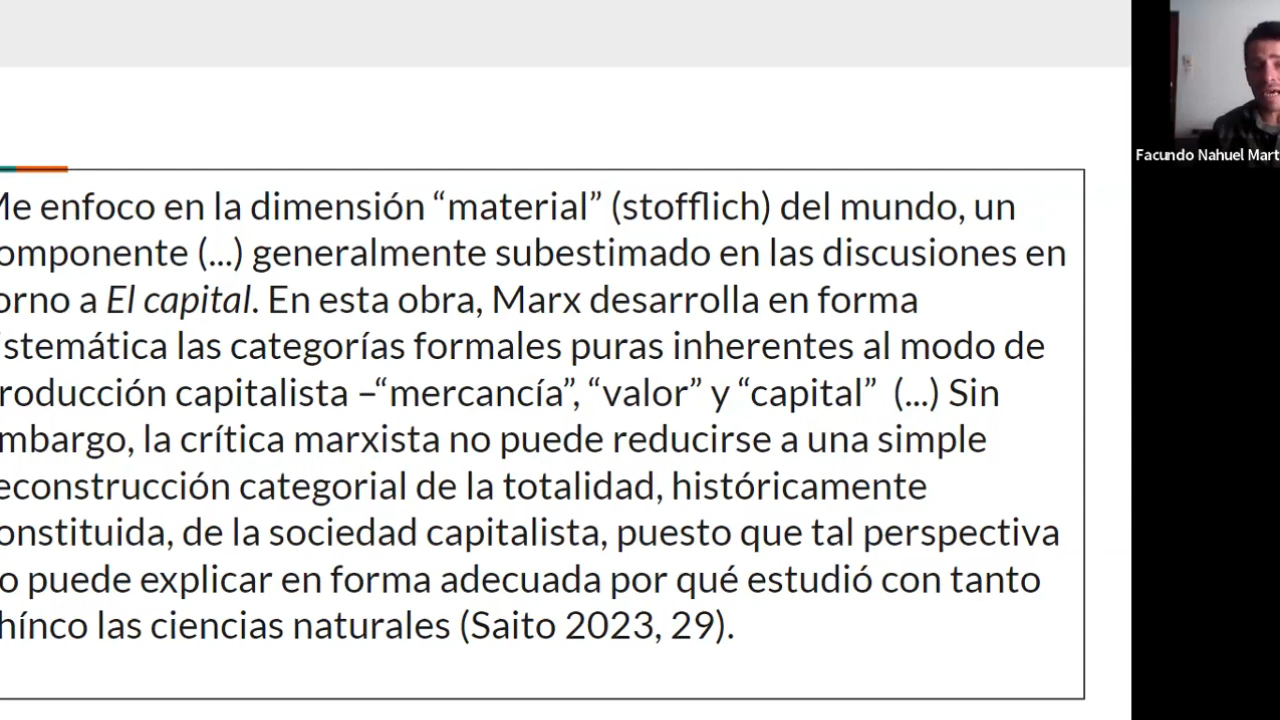 Me enfoco en la dimensión “material” (stofflich) del mundo, un
omponente (...) generalmente subestimado en las discusiones en
orno a El capital. En esta obra, Marx desarrolla en forma
istemática las categorías formales puras inherentes al modo de
roducción capitalista –“mercancía”, “valor” y “capital” (...) Sin
mbargo, la crítica marxista no puede reducirse a una simple
econstrucción categorial de la totalidad, históricamente
onstituida, de la sociedad capitalista, puesto que tal perspectiva
o puede explicar en forma adecuada por qué estudió con tanto
hínco las ciencias naturales (Saito 2023, 29).
Facundo Nahuel Mart